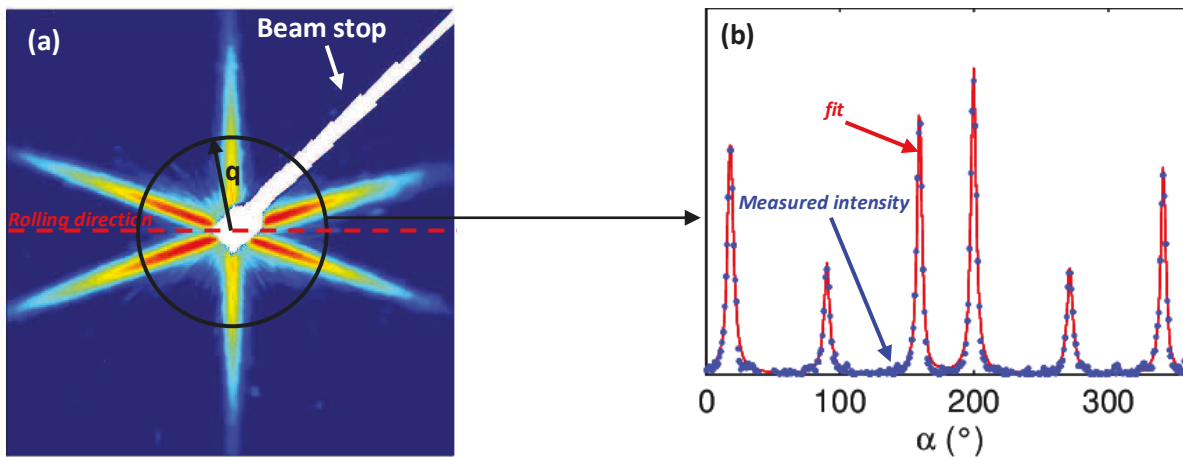 (a)
Beam stop
q
Rolling direction
(b)
fit
Measured intensity
0
100
200
300
α (°)